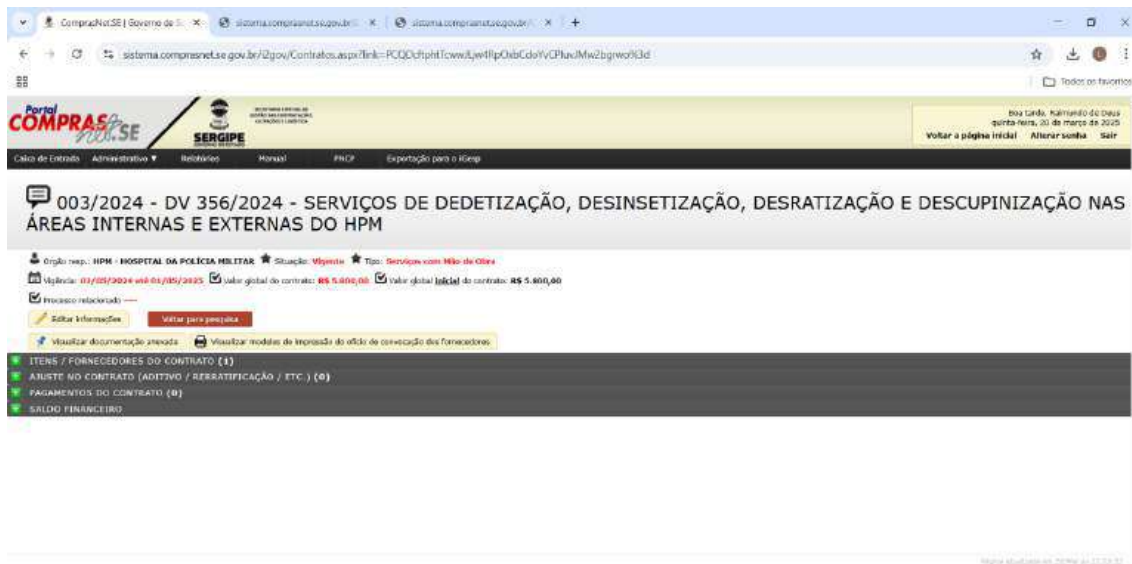 ComprasNet.SE | Governo de S
sistema.comprasnet.se.gov.br
sistema.comprasnet.se.gov.br
sistema.comprasnet.se.gov.br/i2gov/Contratos.aspx?link=
Todos os favoritos
Portal
COMPRAS
net.SE
SERGIPE
Boa tarde, Raimundo de Deus
quinta-feira, 20 de março de 2025
Voltar a página inicial Alterar senha Sair
Caixa de Entrada Administrativo ▼ Relatórios Manual PNCP Exportação para o iGesp
003/2024 - DV 356/2024 - SERVIÇOS DE DEDETIZAÇÃO, DESINSETIZAÇÃO, DESRATIZAÇÃO E DESCUPINIZAÇÃO NAS
ÁREAS INTERNAS E EXTERNAS DO HPM
Orgão resp.: HPM - HOSPITAL DA POLÍCIA MILITAR Situação: Vigente Tipo: Serviços com Mão de Obra
Vigência: 03/05/2024 até 01/05/2025 Valor global do contrato: R$ 5.800,00 Valor global inicial do contrato: R$ 5.800,00
Processo relacionado ----
Editar informações Voltar para pesquisa
Visualizar documentação anexada Visualizar modelos de impressão do ofício de convocação dos fornecedores
ITENS / FORNECEDORES DO CONTRATO (1)
AJUSTE NO CONTRATO (ADITIVO / RERRATIFICAÇÃO / ETC.) (0)
PAGAMENTOS DO CONTRATO (0)
SALDO FINANCEIRO